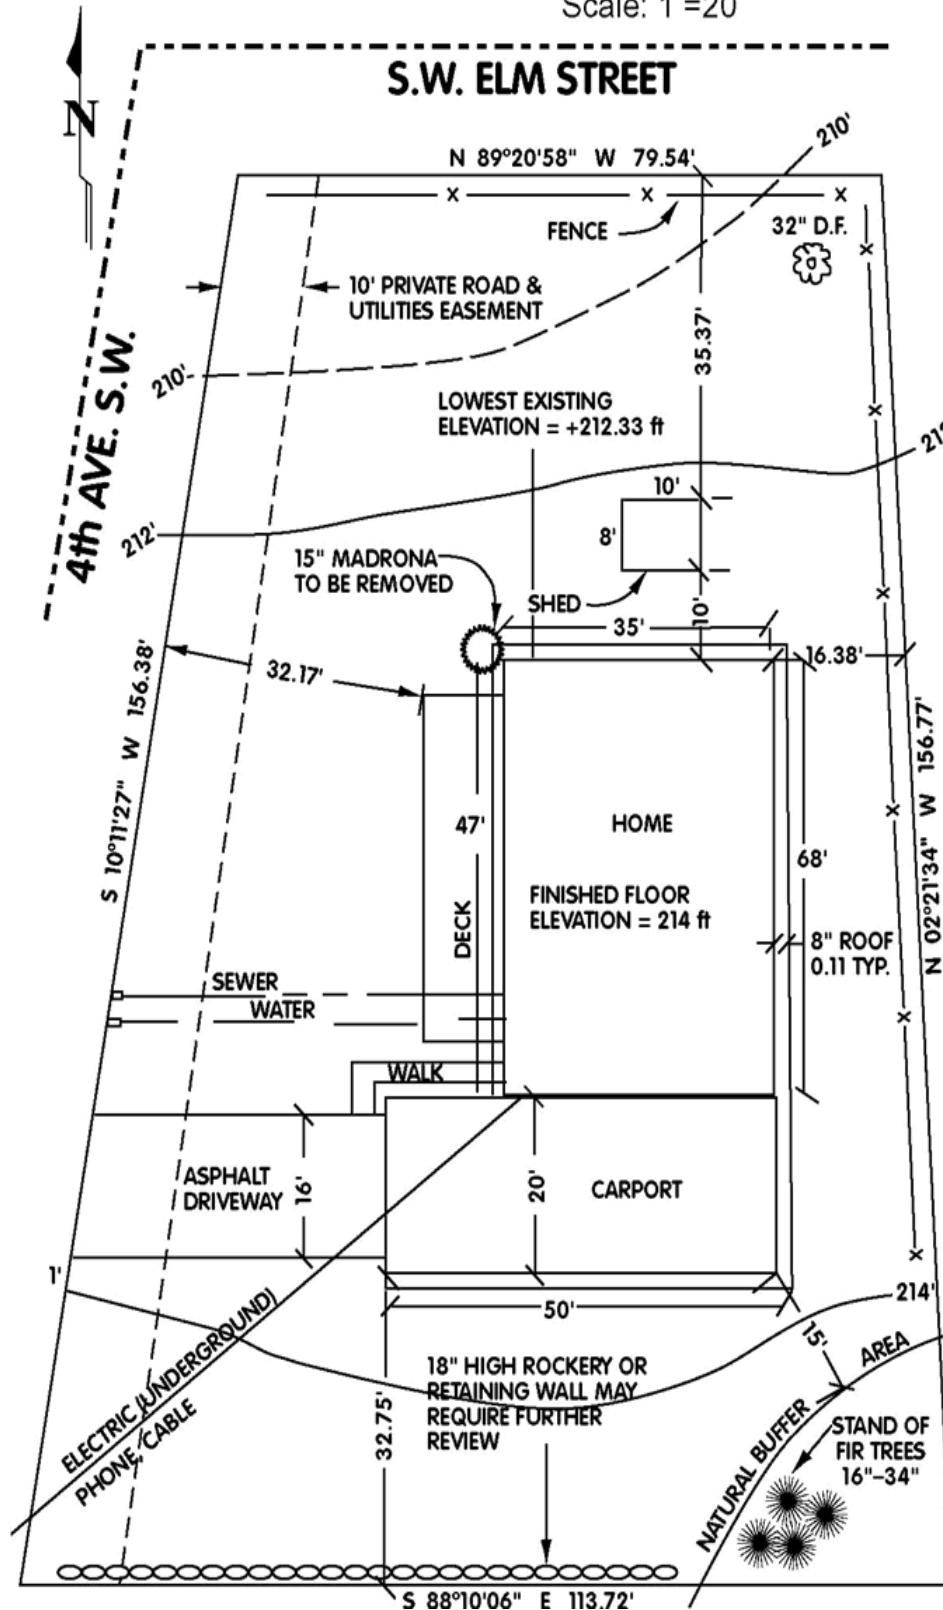 Scale: 1"=20'
S.W. ELM STREET
N
210'
N 89°20'58" W 79.54'
FENCE
32" D.F.
10' PRIVATE ROAD &
UTILITIES EASEMENT
4th AVE. S.W.
35.37'
210'
LOWEST EXISTING
ELEVATION = +212.33 ft
10'
212'
8'
15" MADRONA
TO BE REMOVED
SHED
10'
35'
16.38'
S 10°11'27" W 156.38'
32.17'
N 02°21'34" W 156.77'
47'
HOME
68'
DECK
FINISHED FLOOR
ELEVATION = 214 ft
8" ROOF
0.11 TYP.
SEWER
WATER
WALK
ASPHALT
DRIVEWAY
16'
20'
CARPORT
1'
214'
50'
15'
ELECTRIC (UNDERGROUND)
PHONE, CABLE
18" HIGH ROCKERY OR
RETAINING WALL MAY
REQUIRE FURTHER
REVIEW
32.75'
NATURAL BUFFER AREA
STAND OF
FIR TREES
16"–34"
S 88°10'06" E 113.72'